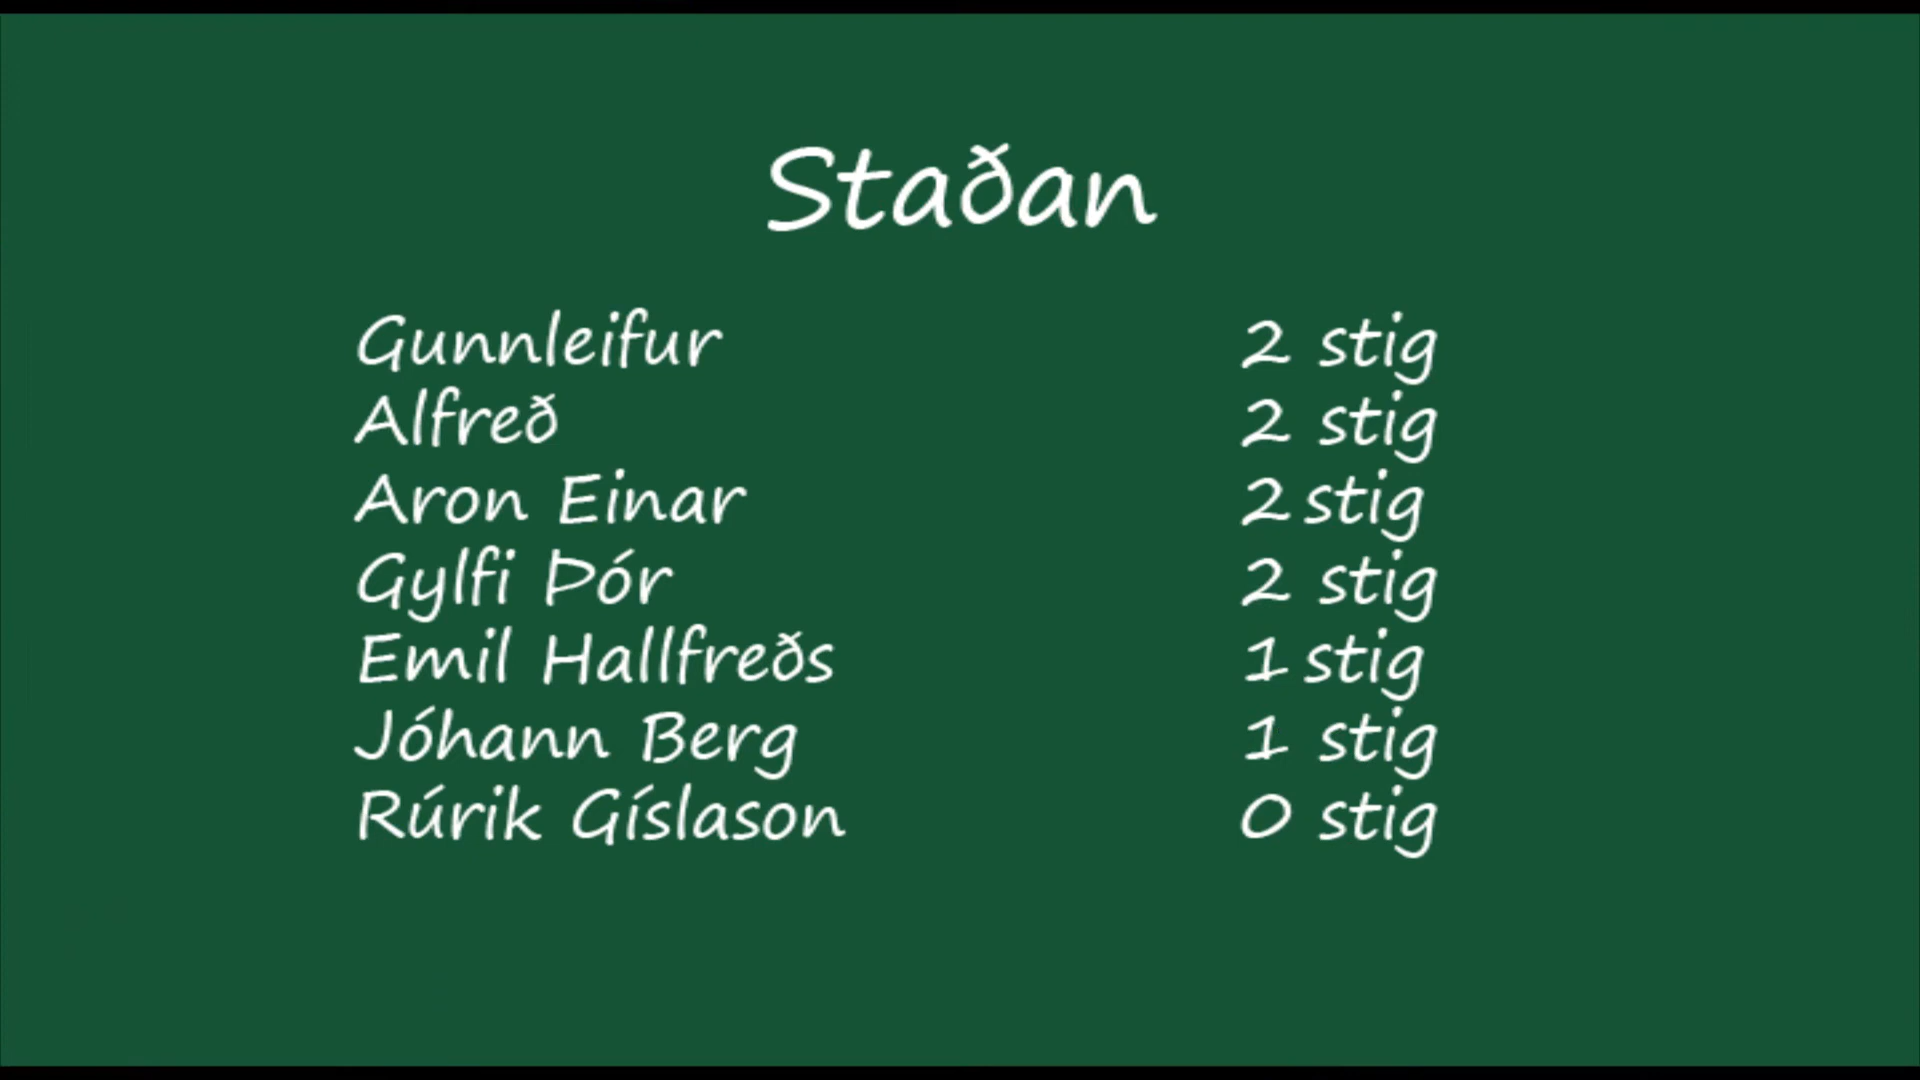 Staðan
Gunnleifur 2 stig
Alfreð 2 stig
Aron Einar 2 stig
Gylfi Þór 2 stig
Emil Hallfreðs 1 stig
Jóhann Berg 1 stig
Rúrik Gíslason 0 stig